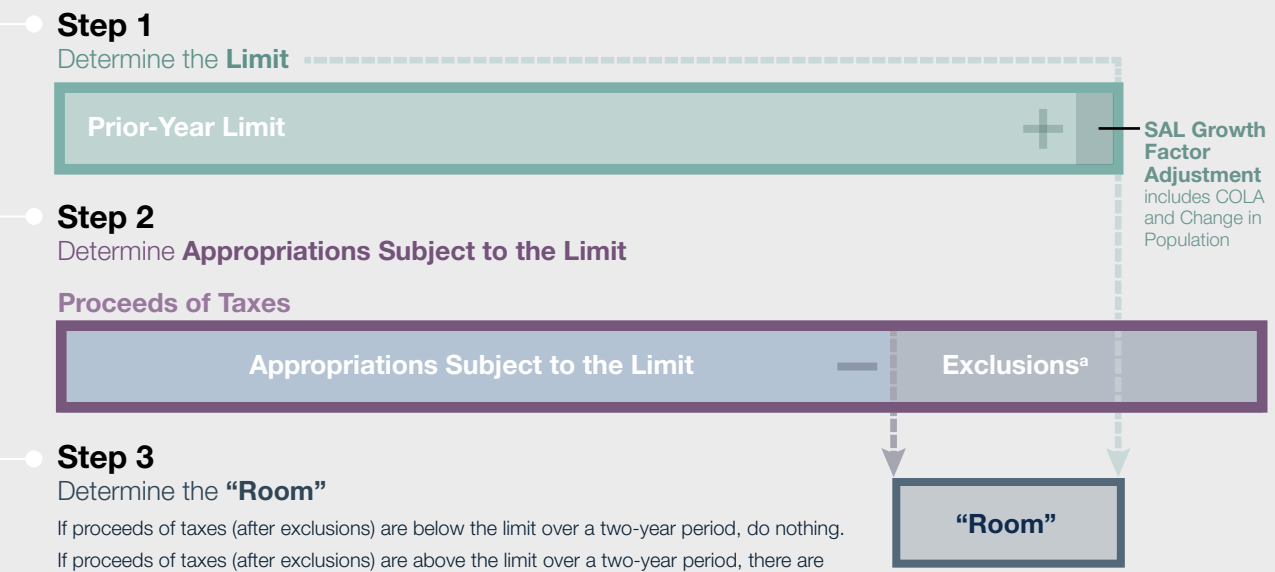 Step 1
Determine the Limit
Prior-Year Limit
+
SAL Growth
Factor
Adjustment
includes COLA
and Change in
Population
Step 2
Determine Appropriations Subject to the Limit
Proceeds of Taxes
Appropriations Subject to the Limit
—
Exclusionsᵃ
Step 3
Determine the “Room”
If proceeds of taxes (after exclusions) are below the limit over a two-year period, do nothing.
If proceeds of taxes (after exclusions) are above the limit over a two-year period, there are
“Room”